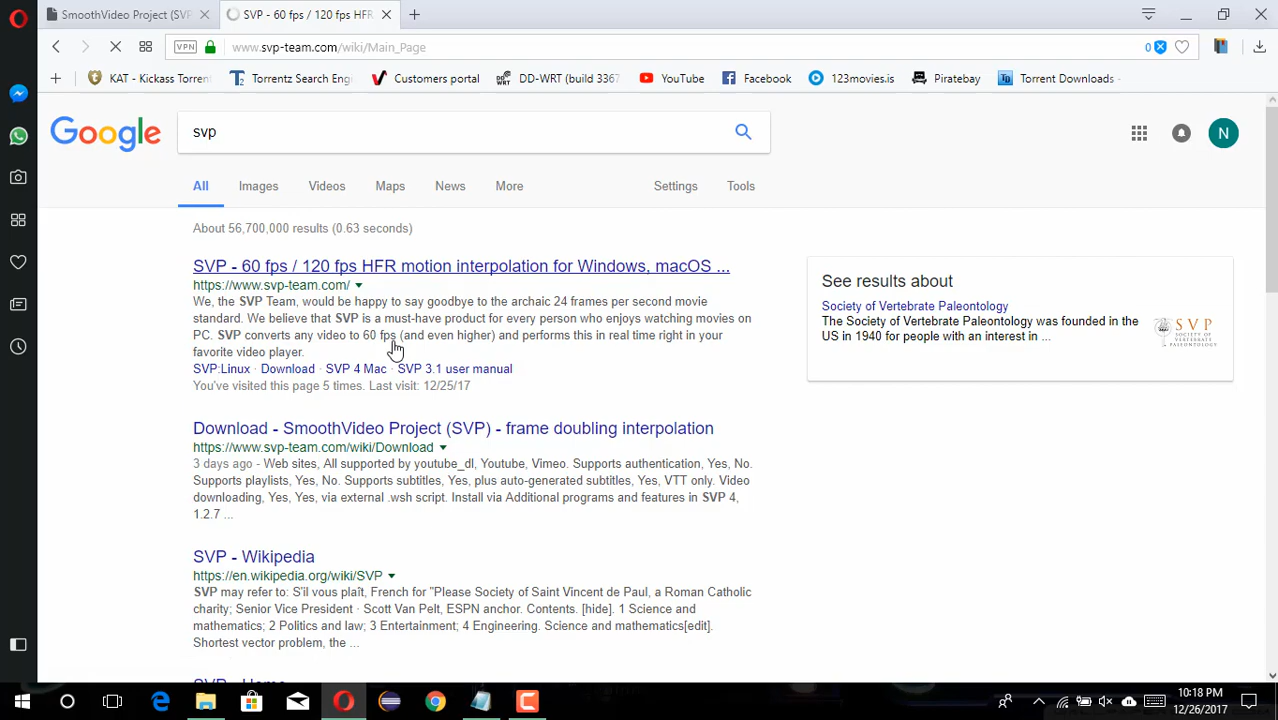 SmoothVideo Project (SVP
SVP - 60 fps / 120 fps HFR
VPN
www.svp-team.com/wiki/Main_Page
0
KAT - Kickass Torrent
Torrentz Search Eng
Customers portal
DD-WRT (build 3367
YouTube
Facebook
123movies.is
Piratebay
Torrent Downloads
Google
svp
N
All
Images
Videos
Maps
News
More
Settings
Tools
About 56,700,000 results (0.63 seconds)
SVP - 60 fps / 120 fps HFR motion interpolation for Windows, macOS ...
https://www.svp-team.com/
We, the SVP Team, would be happy to say goodbye to the archaic 24 frames per second movie
standard. We believe that SVP is a must-have product for every person who enjoys watching movies on
PC. SVP converts any video to 60 fps (and even higher) and performs this in real time right in your
favorite video player.
SVP:Linux · Download · SVP 4 Mac · SVP 3.1 user manual
You've visited this page 5 times. Last visit: 12/25/17
See results about
Society of Vertebrate Paleontology
The Society of Vertebrate Paleontology was founded in the
US in 1940 for people with an interest in ...
SVP
Download - SmoothVideo Project (SVP) - frame doubling interpolation
https://www.svp-team.com/wiki/Download
3 days ago - Web sites, All supported by youtube_dl, Youtube, Vimeo. Supports authentication, Yes, No.
Supports playlists, Yes, No. Supports subtitles, Yes, plus auto-generated subtitles, Yes, VTT only. Video
downloading, Yes, Yes, via external .wsh script. Install via Additional programs and features in SVP 4,
1.2.7 ...
SVP - Wikipedia
https://en.wikipedia.org/wiki/SVP
SVP may refer to: S'il vous plaît, French for "Please Society of Saint Vincent de Paul, a Roman Catholic
charity; Senior Vice President · Scott Van Pelt, ESPN anchor. Contents. [hide]. 1 Science and
mathematics; 2 Politics and law; 3 Entertainment; 4 Engineering. Science and mathematics[edit].
Shortest vector problem, the ...
10:18 PM
12/26/2017